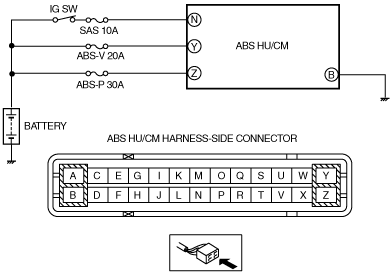 IG SW
SAS 10A
N
ABS-V 20A
Y
ABS HU/CM
ABS-P 30A
Z
B
BATTERY
ABS HU/CM HARNESS-SIDE CONNECTOR
A C E G I K M O Q S U W Y
B D F H J L N P R T V X Z